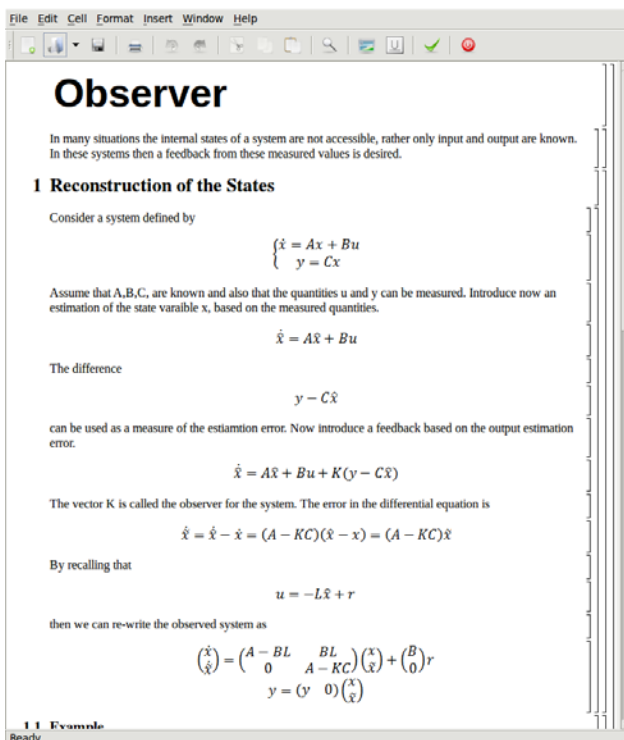 File Edit Cell Format Insert Window Help
Observer
In many situations the internal states of a system are not accessible, rather only input and output are known.
In these systems then a feedback from these measured values is desired.
1 Reconstruction of the States
Consider a system defined by
{ẋ = Ax + Bu
y = Cx
Assume that A,B,C, are known and also that the quantities u and y can be measured. Introduce now an
estimation of the state varaible x, based on the measured quantities.
x̂̇ = Ax̂ + Bu
The difference
y − Cx̂
can be used as a measure of the estiamtion error. Now introduce a feedback based on the output estimation
error.
x̂̇ = Ax̂ + Bu + K(y − Cx̂)
The vector K is called the observer for the system. The error in the differential equation is
x̃̇ = x̂̇ − ẋ = (A − KC)(x̂ − x) = (A − KC)x̃
By recalling that
u = −Lx̂ + r
then we can re-write the observed system as
(ẋ x̃̇) = (A − BL BL 0 A − KC)(x x̃) + (B 0)r
y = (y 0)(x x̃)
1.1 Example
Ready